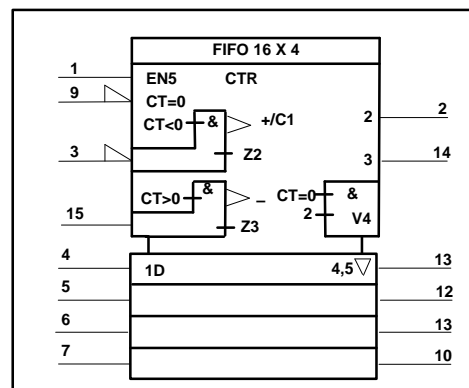 FIFO 16 X 4
1 EN5 CTR
9 CT=0
CT<0 & +/C1
2 2
3 Z2 3 14
CT>0 & – CT=0 &
15 Z3 2 V4
4 1D 4,5 13
5 12
6 13
7 10